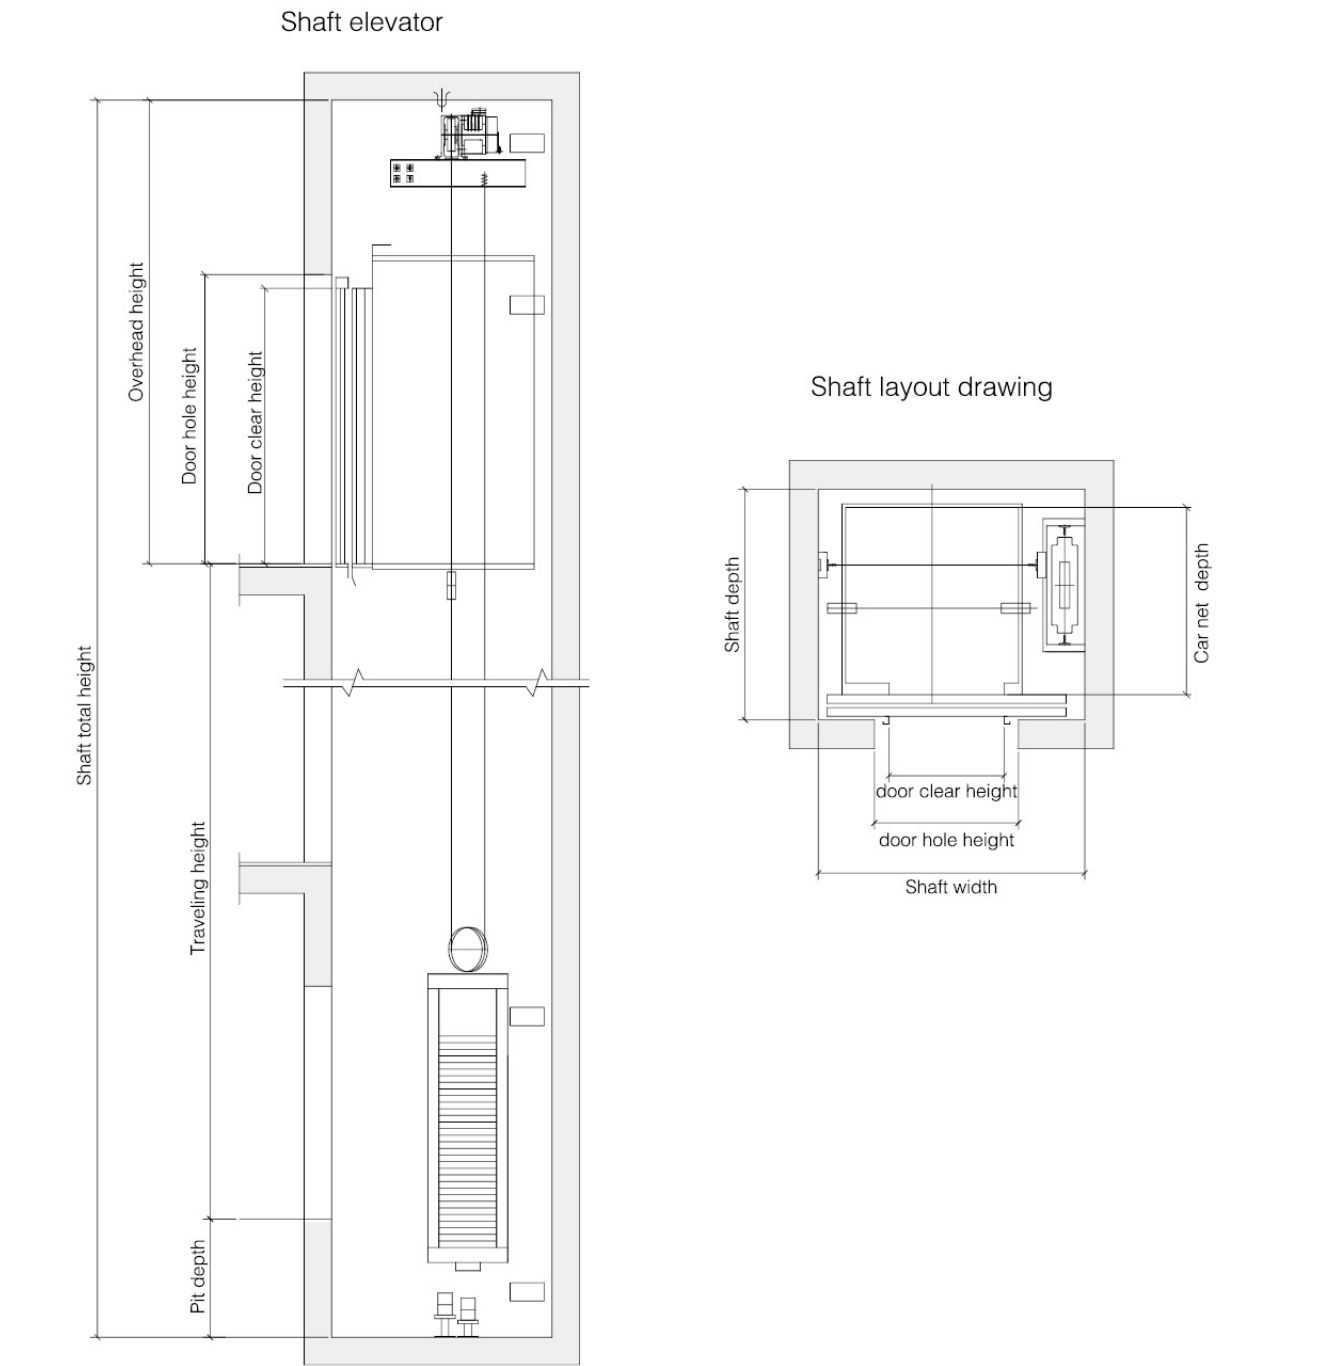 Shaft elevator
Overhead height
Door hole height
Door clear height
Shaft total height
Traveling height
Pit depth
Shaft layout drawing
Shaft depth
Car net depth
door clear height
door hole height
Shaft width